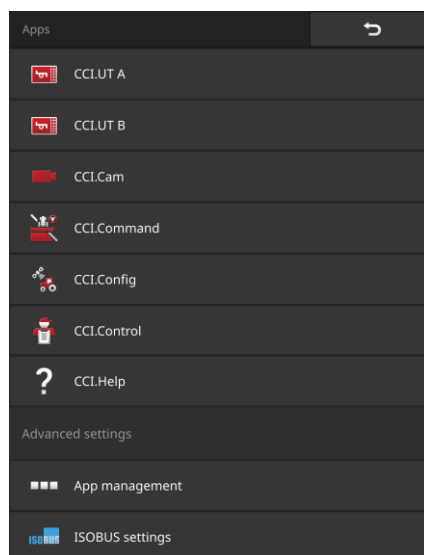 Apps
CCI.UT A
CCI.UT B
CCI.Cam
CCI.Command
CCI.Config
CCI.Control
? CCI.Help
Advanced settings
App management
ISOBUS ISOBUS settings